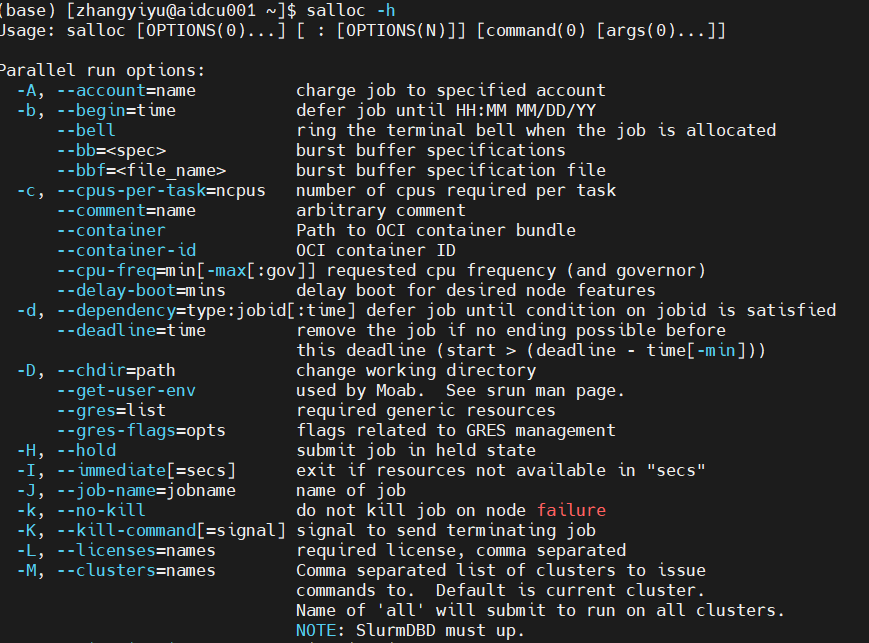 (base) [zhangyiyu@aidcu001 ~]$ salloc -h
Usage: salloc [OPTIONS(0)...] [ : [OPTIONS(N)]] [command(0) [args(0)...]]
Parallel run options:
-A, --account=name charge job to specified account
-b, --begin=time defer job until HH:MM MM/DD/YY
--bell ring the terminal bell when the job is allocated
--bb=<spec> burst buffer specifications
--bbf=<file_name> burst buffer specification file
-c, --cpus-per-task=ncpus number of cpus required per task
--comment=name arbitrary comment
--container Path to OCI container bundle
--container-id OCI container ID
--cpu-freq=min[-max[:gov]] requested cpu frequency (and governor)
--delay-boot=mins delay boot for desired node features
-d, --dependency=type:jobid[:time] defer job until condition on jobid is satisfied
--deadline=time remove the job if no ending possible before
this deadline (start > (deadline - time[-min]))
-D, --chdir=path change working directory
--get-user-env used by Moab. See srun man page.
--gres=list required generic resources
--gres-flags=opts flags related to GRES management
-H, --hold submit job in held state
-I, --immediate[=secs] exit if resources not available in "secs"
-J, --job-name=jobname name of job
-k, --no-kill do not kill job on node failure
-K, --kill-command[=signal] signal to send terminating job
-L, --licenses=names required license, comma separated
-M, --clusters=names Comma separated list of clusters to issue
commands to. Default is current cluster.
Name of 'all' will submit to run on all clusters.
NOTE: SlurmDBD must up.